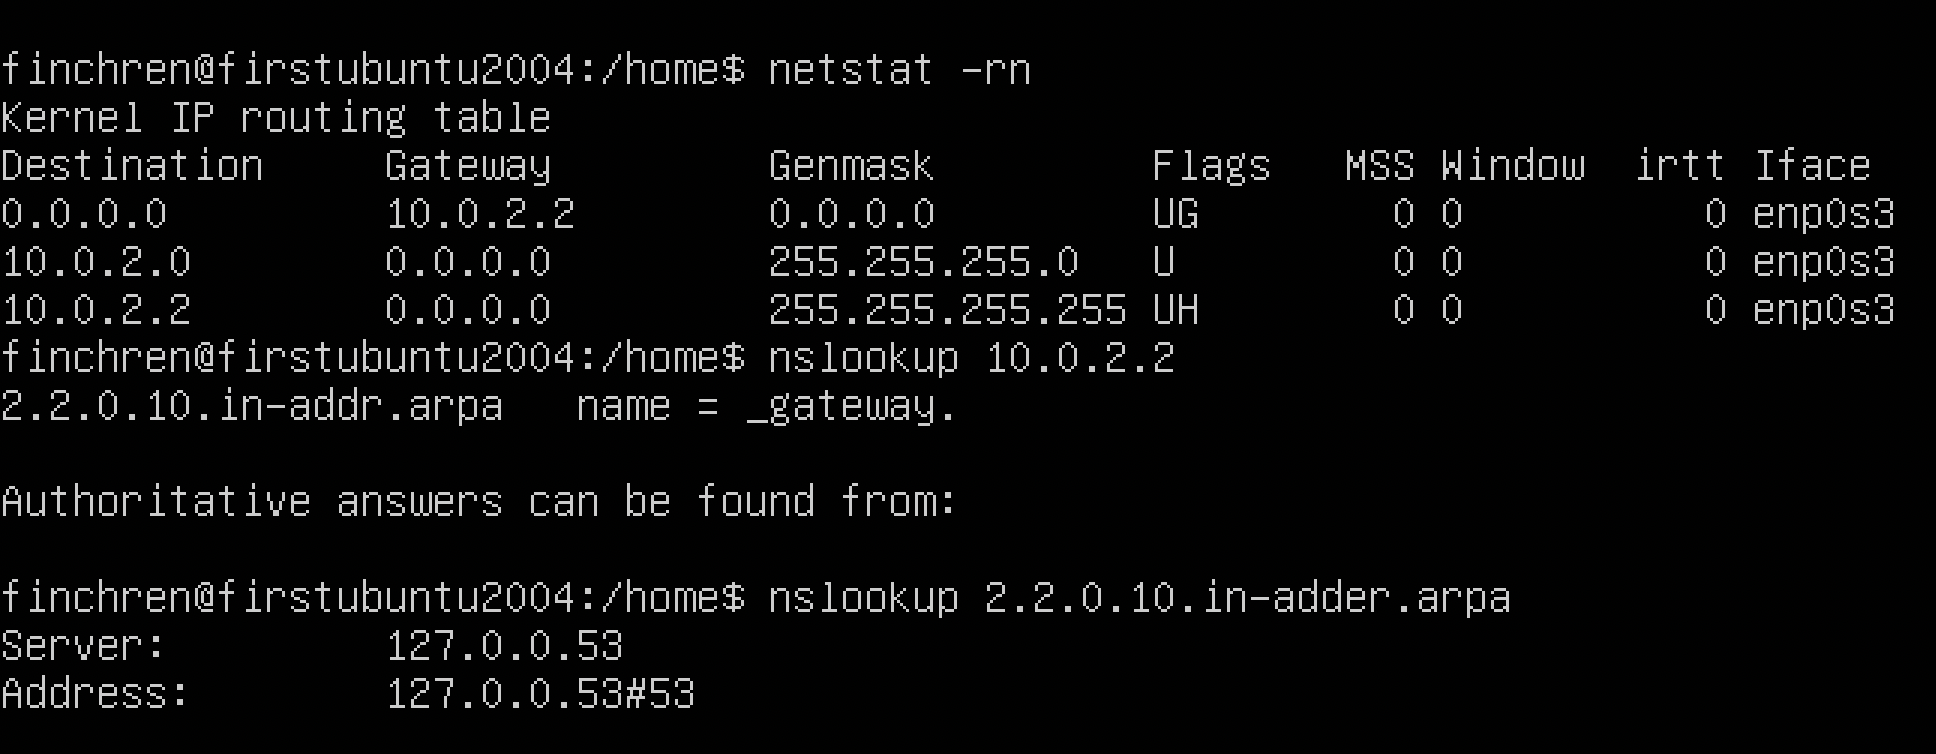 finchren@firstubuntu2004:/home$ netstat -rn
Kernel IP routing table
Destination Gateway Genmask Flags MSS Window irtt Iface
0.0.0.0 10.0.2.2 0.0.0.0 UG 0 0 0 enp0s3
10.0.2.0 0.0.0.0 255.255.255.0 U 0 0 0 enp0s3
10.0.2.2 0.0.0.0 255.255.255.255 UH 0 0 0 enp0s3
finchren@firstubuntu2004:/home$ nslookup 10.0.2.2
2.2.0.10.in-addr.arpa name = _gateway.
Authoritative answers can be found from:
finchren@firstubuntu2004:/home$ nslookup 2.2.0.10.in-adder.arpa
Server: 127.0.0.53
Address: 127.0.0.53#53